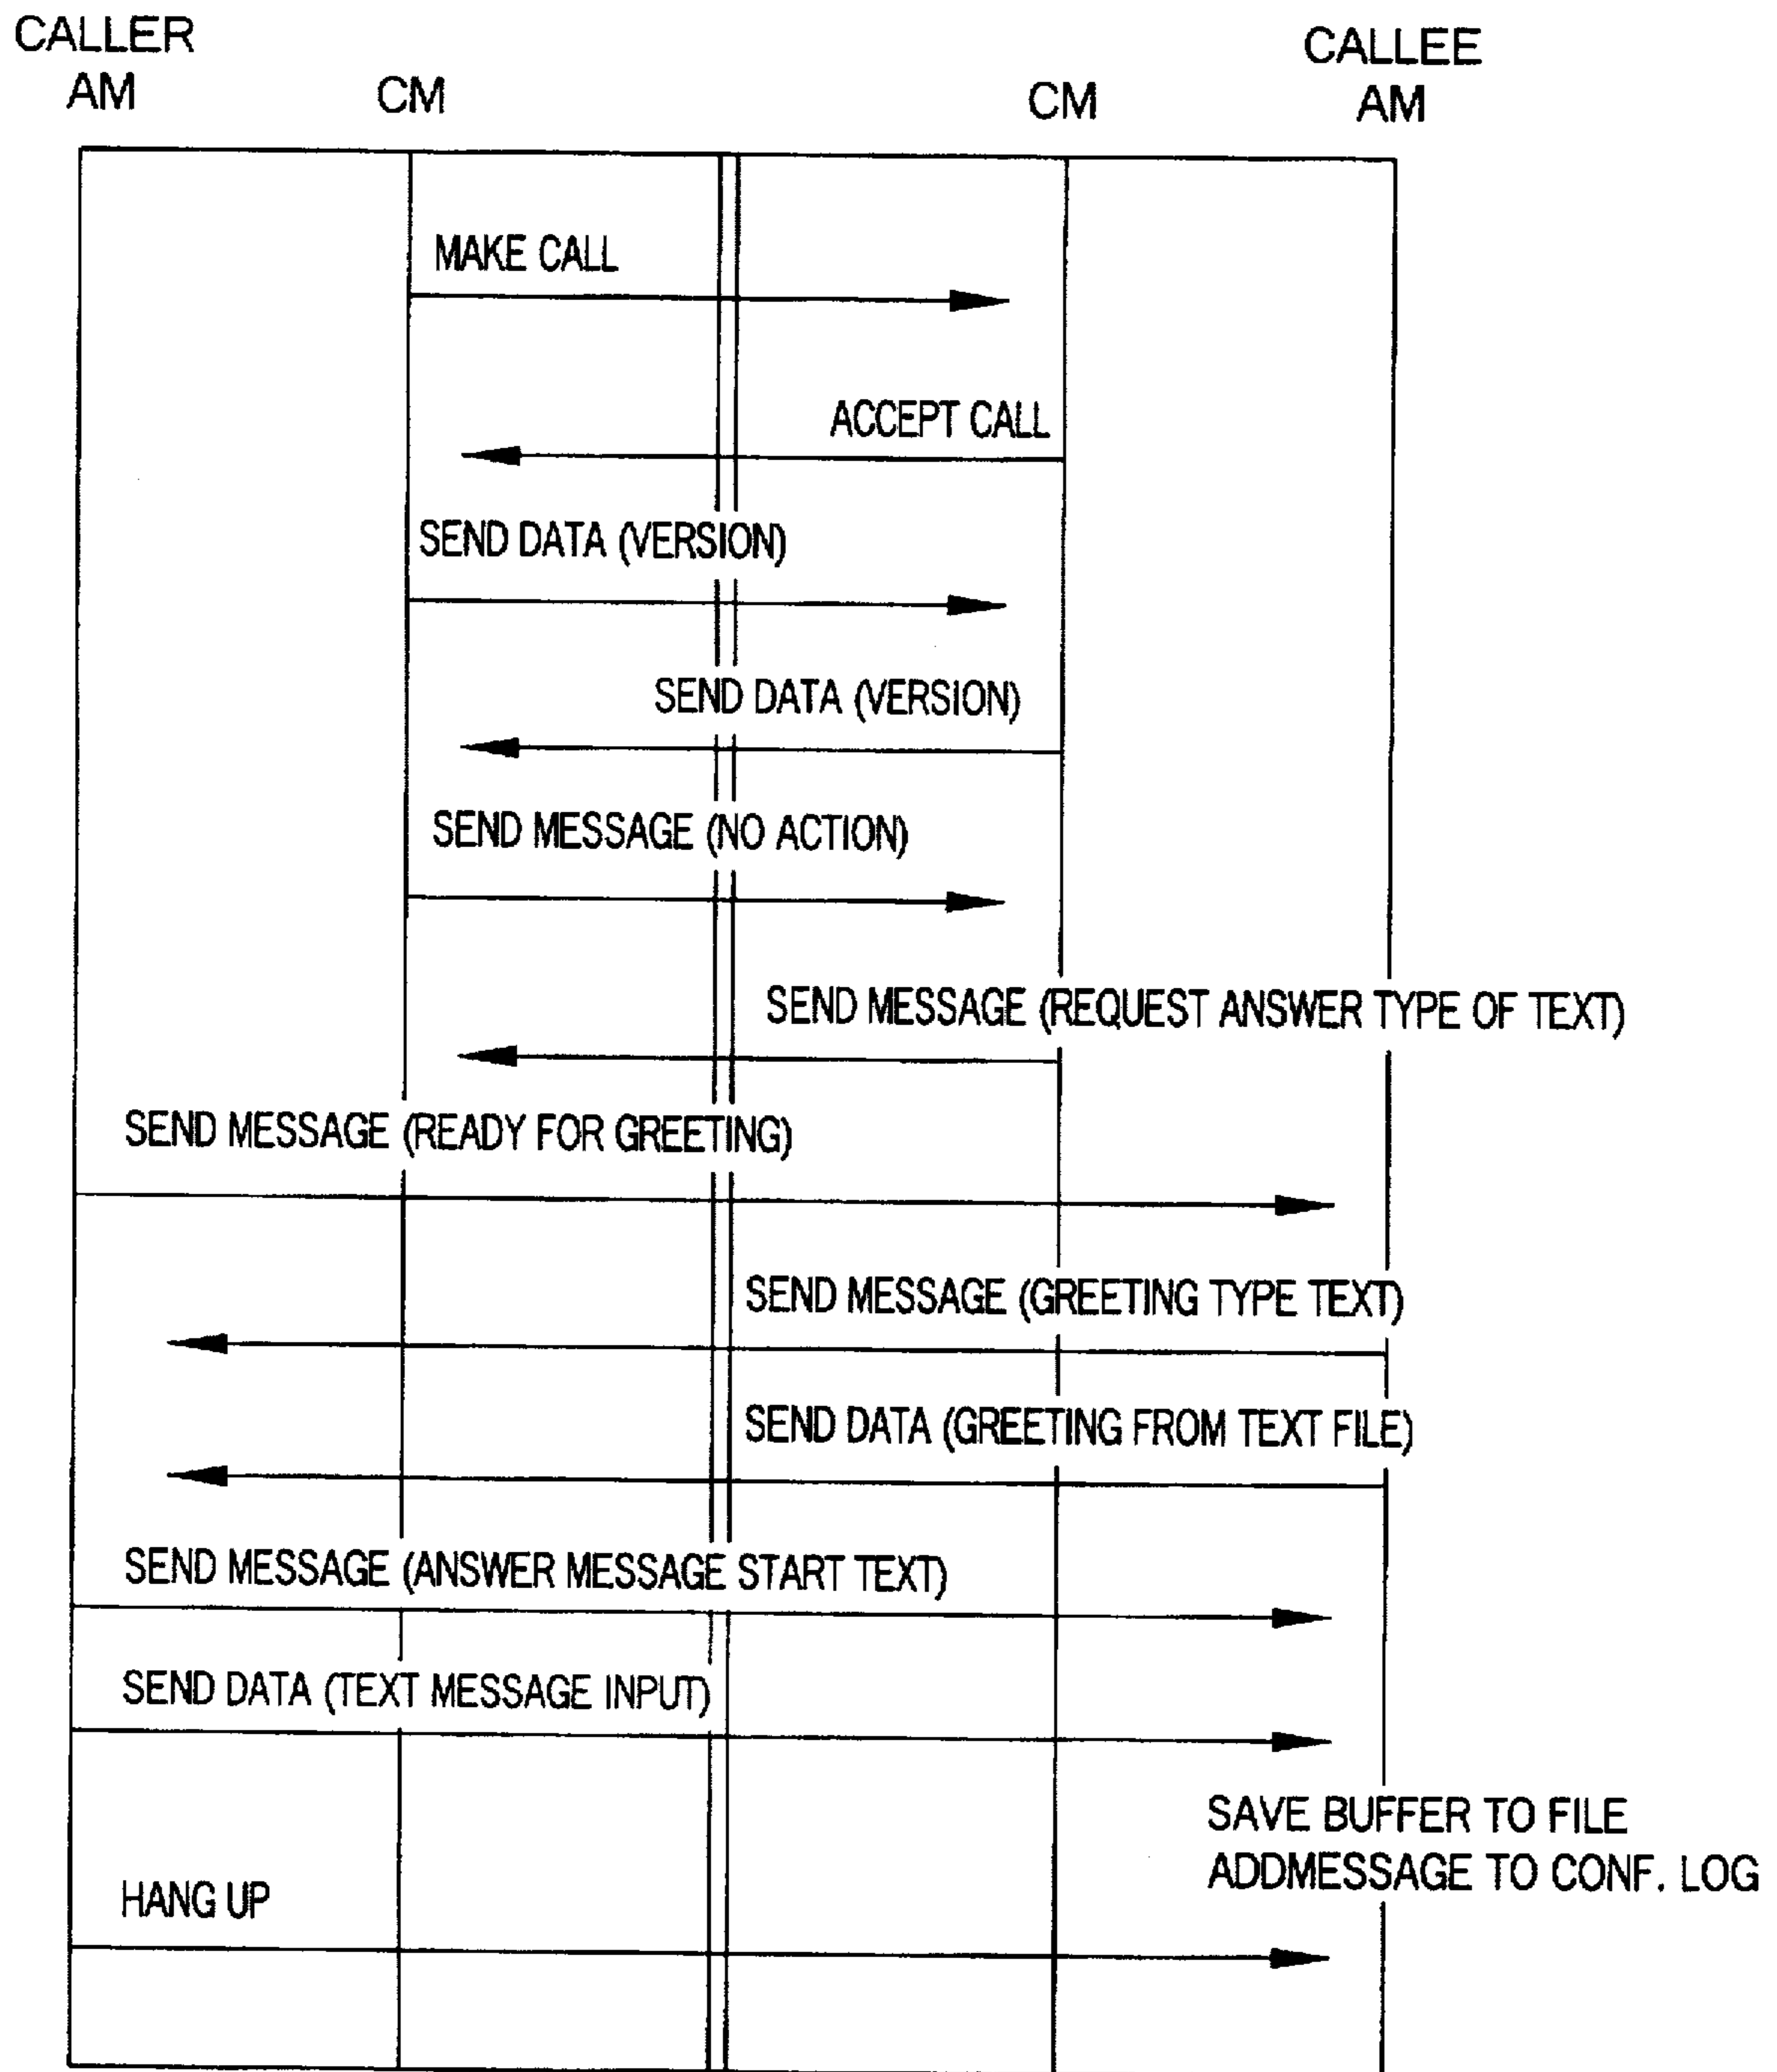 CALLER
AM
CM
CM
CALLEE
AM
MAKE CALL
ACCEPT CALL
SEND DATA (VERSION)
SEND DATA (VERSION)
SEND MESSAGE (NO ACTION)
SEND MESSAGE (REQUEST ANSWER TYPE OF TEXT)
SEND MESSAGE (READY FOR GREETING)
SEND MESSAGE (GREETING TYPE TEXT)
SEND DATA (GREETING FROM TEXT FILE)
SEND MESSAGE (ANSWER MESSAGE START TEXT)
SEND DATA (TEXT MESSAGE INPUT)
SAVE BUFFER TO FILE
ADDMESSAGE TO CONF. LOG
HANG UP